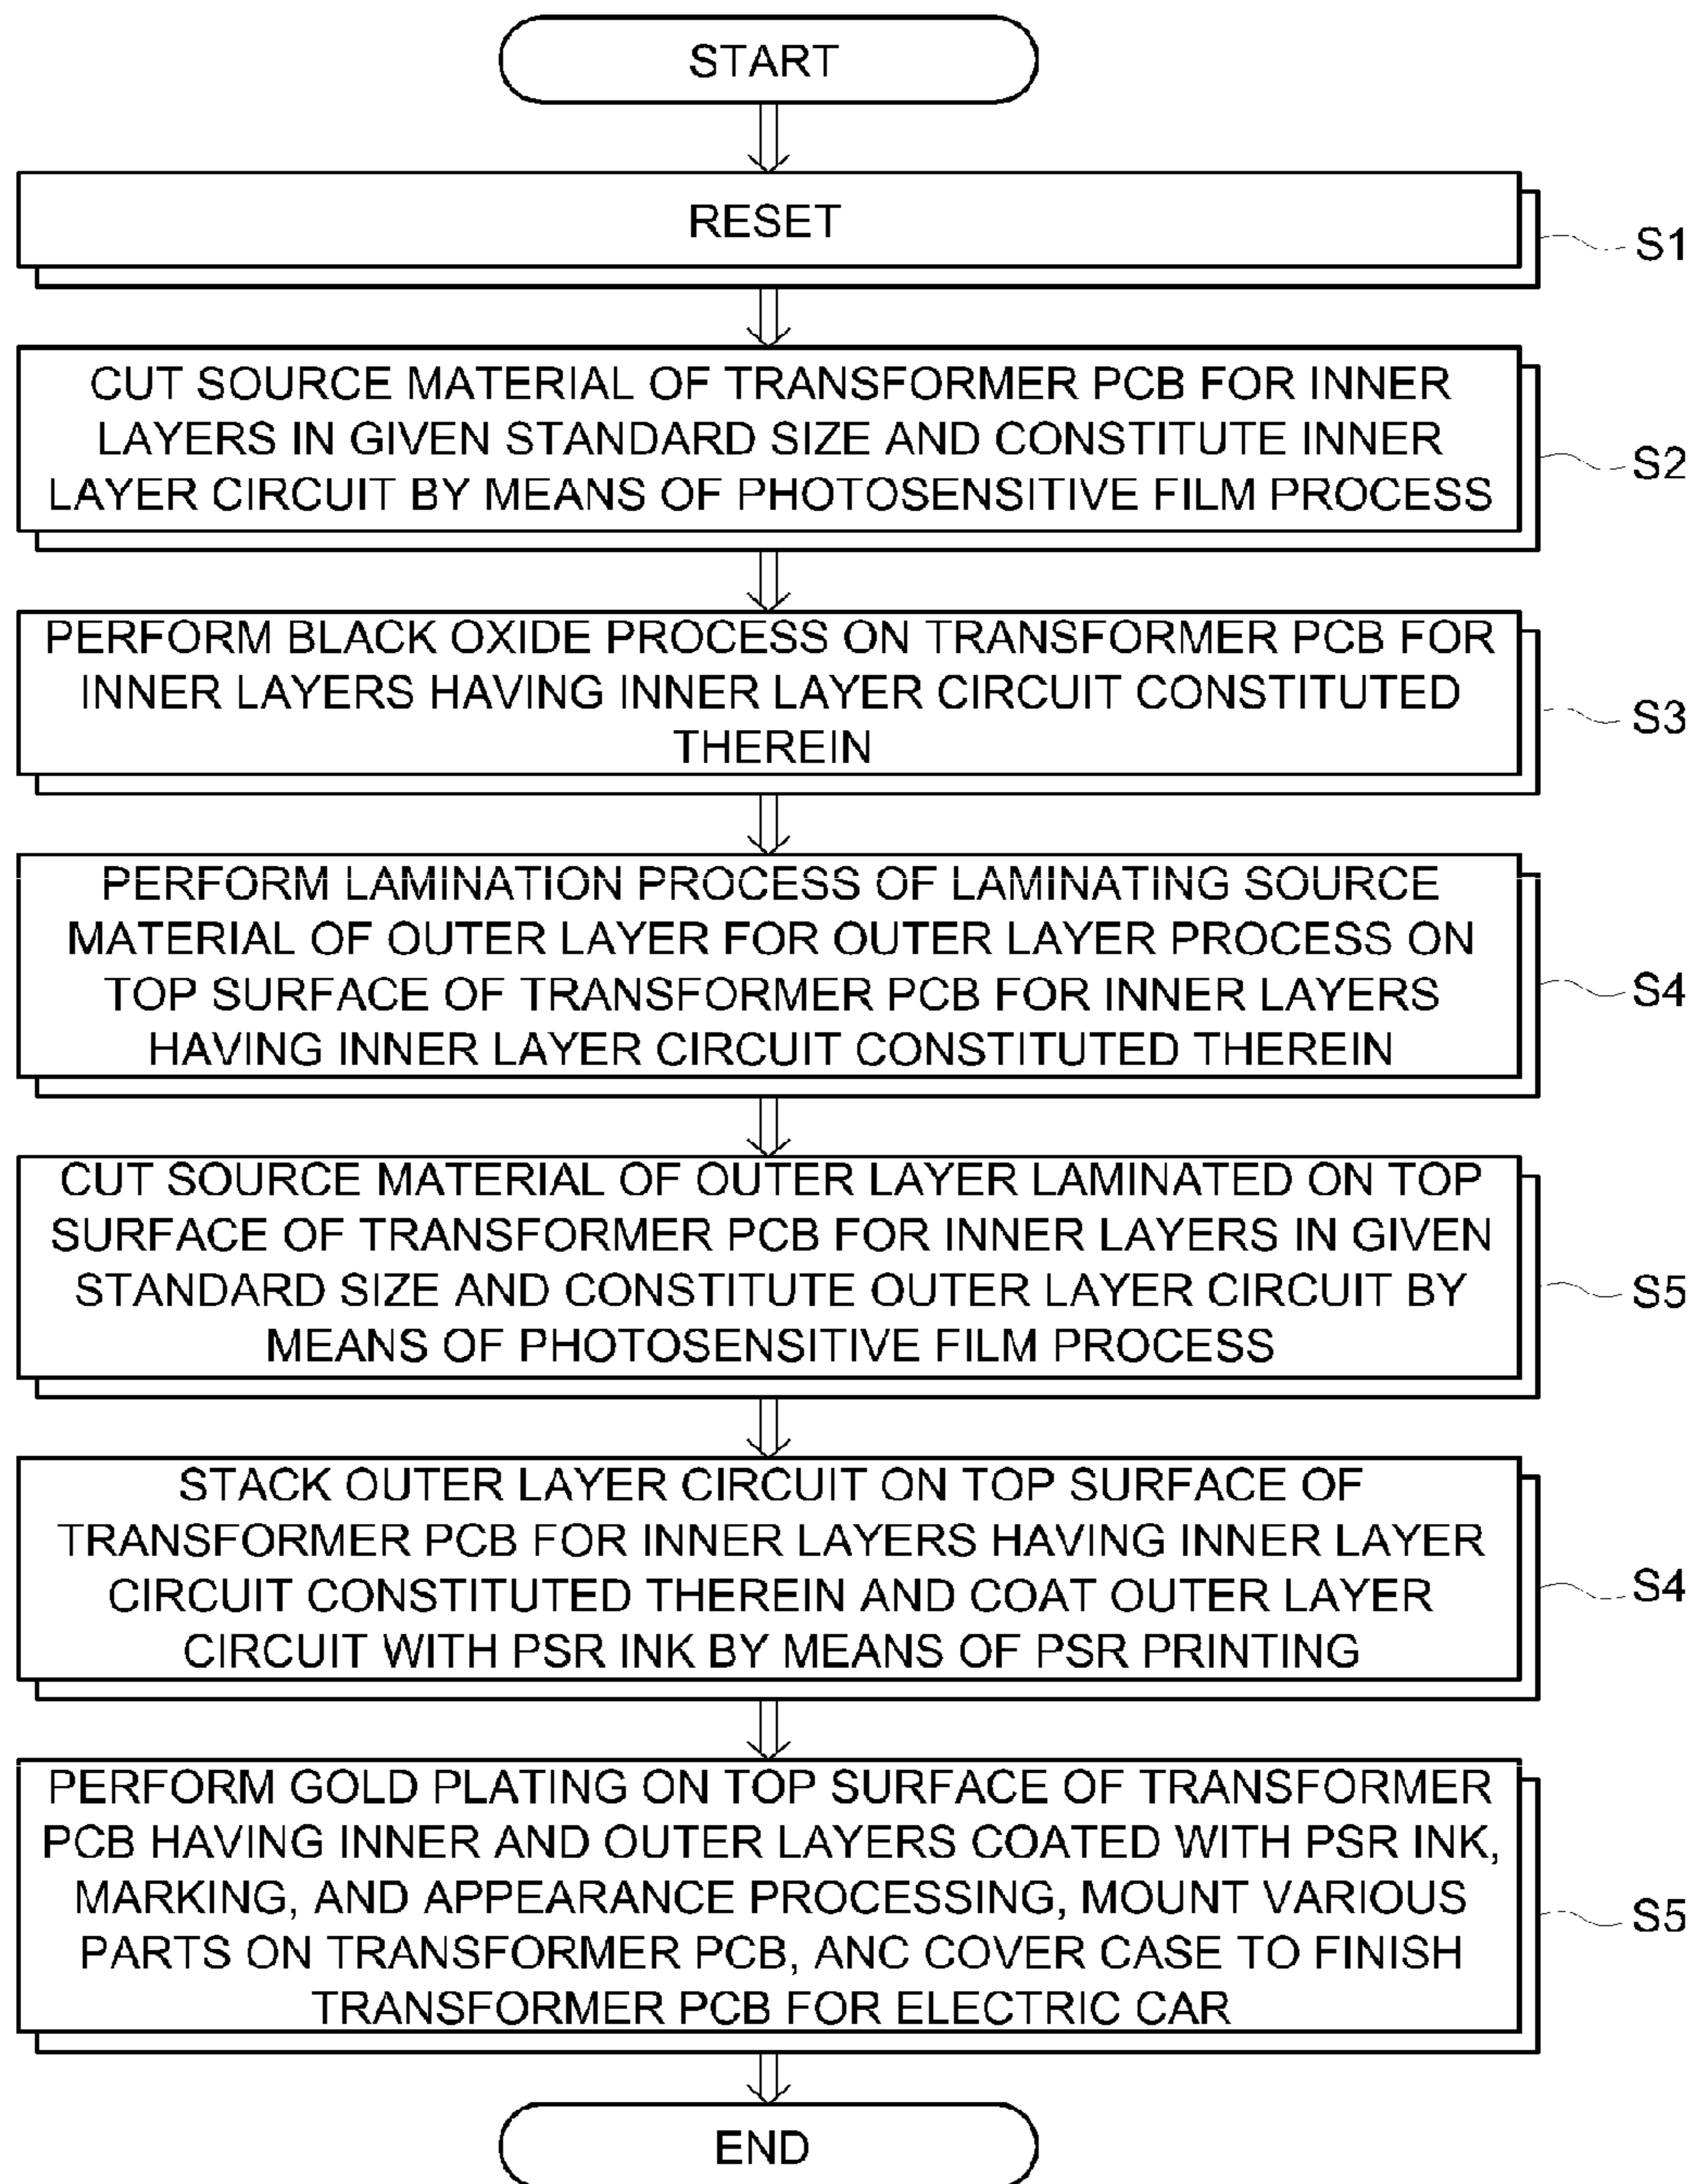 START
RESET
S1
CUT SOURCE MATERIAL OF TRANSFORMER PCB FOR INNER
LAYERS IN GIVEN STANDARD SIZE AND CONSTITUTE INNER
LAYER CIRCUIT BY MEANS OF PHOTOSENSITIVE FILM PROCESS
S2
PERFORM BLACK OXIDE PROCESS ON TRANSFORMER PCB FOR
INNER LAYERS HAVING INNER LAYER CIRCUIT CONSTITUTED
THEREIN
S3
PERFORM LAMINATION PROCESS OF LAMINATING SOURCE
MATERIAL OF OUTER LAYER FOR OUTER LAYER PROCESS ON
TOP SURFACE OF TRANSFORMER PCB FOR INNER LAYERS
HAVING INNER LAYER CIRCUIT CONSTITUTED THEREIN
S4
CUT SOURCE MATERIAL OF OUTER LAYER LAMINATED ON TOP
SURFACE OF TRANSFORMER PCB FOR INNER LAYERS IN GIVEN
STANDARD SIZE AND CONSTITUTE OUTER LAYER CIRCUIT BY
MEANS OF PHOTOSENSITIVE FILM PROCESS
S5
STACK OUTER LAYER CIRCUIT ON TOP SURFACE OF
TRANSFORMER PCB FOR INNER LAYERS HAVING INNER LAYER
CIRCUIT CONSTITUTED THEREIN AND COAT OUTER LAYER
CIRCUIT WITH PSR INK BY MEANS OF PSR PRINTING
S4
PERFORM GOLD PLATING ON TOP SURFACE OF TRANSFORMER
PCB HAVING INNER AND OUTER LAYERS COATED WITH PSR INK,
MARKING, AND APPEARANCE PROCESSING, MOUNT VARIOUS
PARTS ON TRANSFORMER PCB, ANC COVER CASE TO FINISH
TRANSFORMER PCB FOR ELECTRIC CAR
S5
END